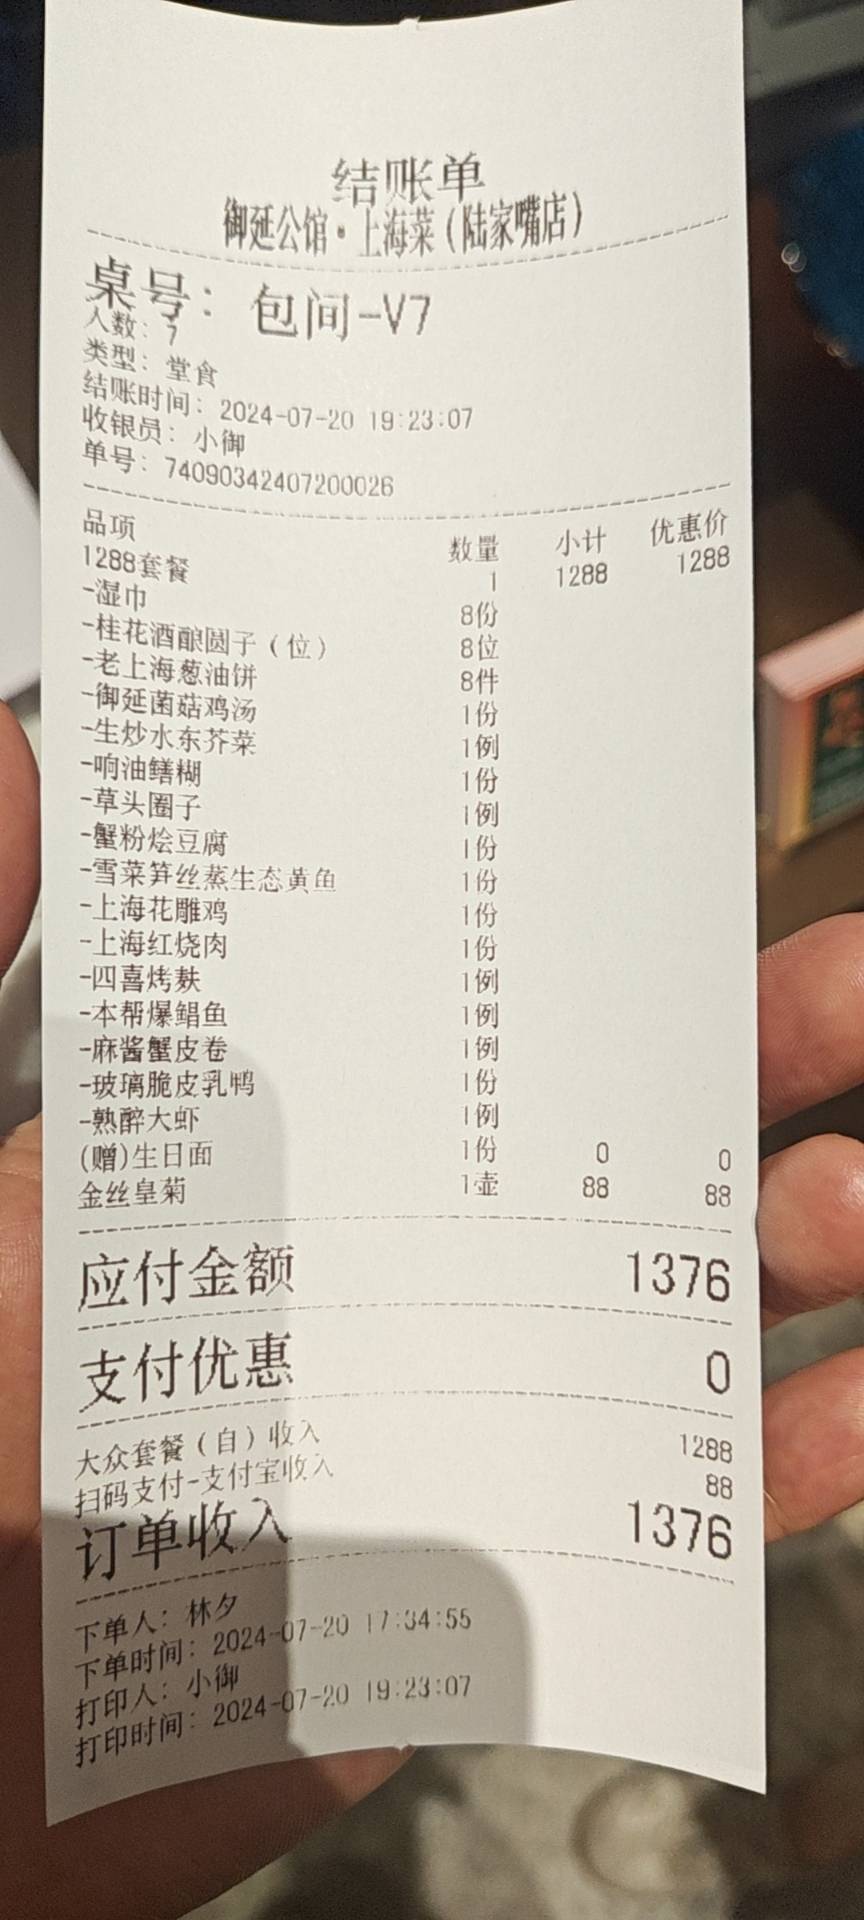 结账单
御延公馆·上海菜(陆家嘴店)
桌号: 包间-V7
人数: 7
类型: 堂食
结账时间: 2024-07-20 19:23:07
收银员: 小御
单号: 74090342407200026
品项 数量 小计 优惠价
1288套餐 1 1288 1288
-湿巾 8份
-桂花酒酿圆子(位) 8位
-老上海葱油饼 8件
-御延菌菇鸡汤 1份
-生炒水东芥菜 1例
-响油鳝糊 1份
-草头圈子 1例
-蟹粉烩豆腐 1份
-雪菜笋丝蒸生态黄鱼 1份
-上海花雕鸡 1份
-上海红烧肉 1份
-四喜烤麸 1例
-本帮爆鲳鱼 1例
-麻酱蟹皮卷 1例
-玻璃脆皮乳鸭 1份
-熟醉大虾 1例
(赠)生日面 1份 0 0
金丝皇菊 1壶 88 88
应付金额 1376
支付优惠 0
大众套餐(自)收入 1288
扫码支付-支付宝收入 88
订单收入 1376
下单人: 林夕
下单时间: 2024-07-20 17:34:55
打印人: 小御
打印时间: 2024-07-20 19:23:07